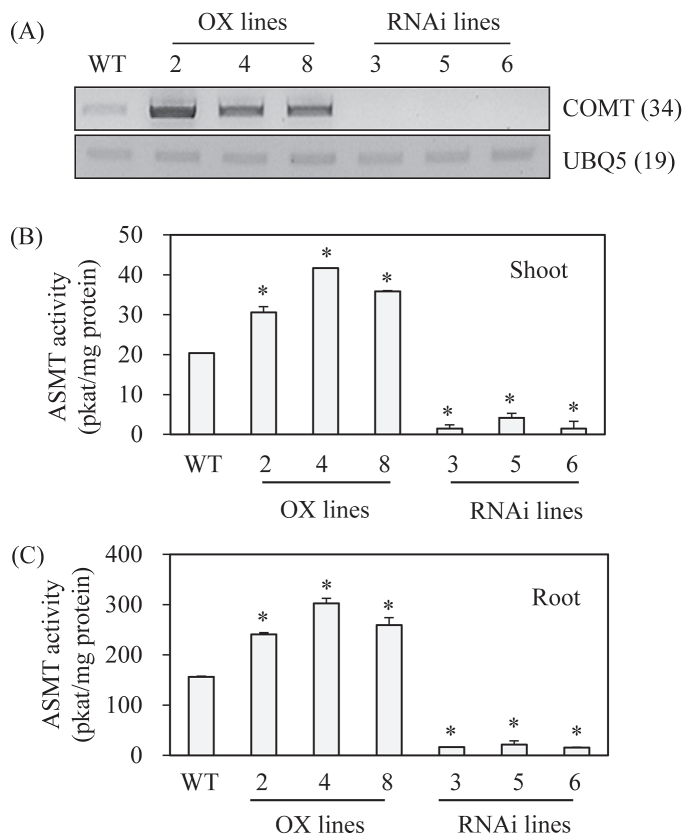 (A)
OX lines
RNAi lines
WT 2 4 8 3 5 6
COMT (34)
UBQ5 (19)
(B)
ASMT activity
(pkat/mg protein)
50
40
30
20
10
0
Shoot
* * * * * *
WT 2 4 8 3 5 6
OX lines
RNAi lines
(C)
ASMT activity
(pkat/mg protein)
400
300
200
100
0
Root
* * * * * *
WT 2 4 8 3 5 6
OX lines
RNAi lines